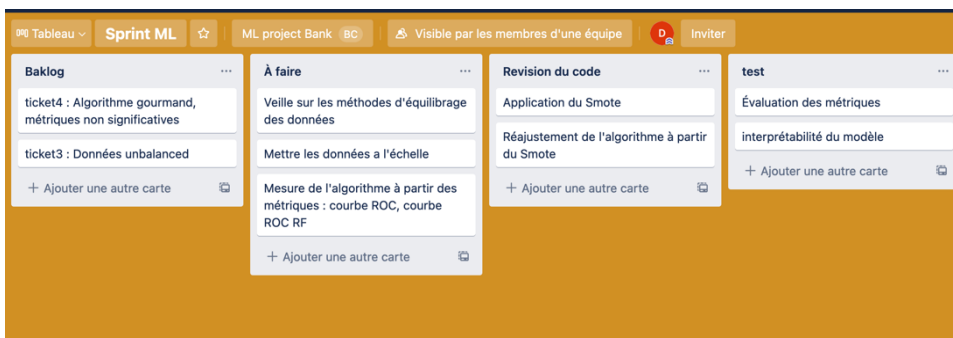 Tableau
Sprint ML
ML project Bank BC
Visible par les membres d'une équipe
D
Inviter
Baklog
ticket4 : Algorithme gourmand,
métriques non significatives
ticket3 : Données unbalanced
+ Ajouter une autre carte
À faire
Veille sur les méthodes d'équilibrage
des données
Mettre les données a l'échelle
Mesure de l'algorithme à partir des
métriques : courbe ROC, courbe
ROC RF
+ Ajouter une autre carte
Revision du code
Application du Smote
Réajustement de l'algorithme à partir
du Smote
+ Ajouter une autre carte
test
Évaluation des métriques
interprétabilité du modèle
+ Ajouter une autre carte